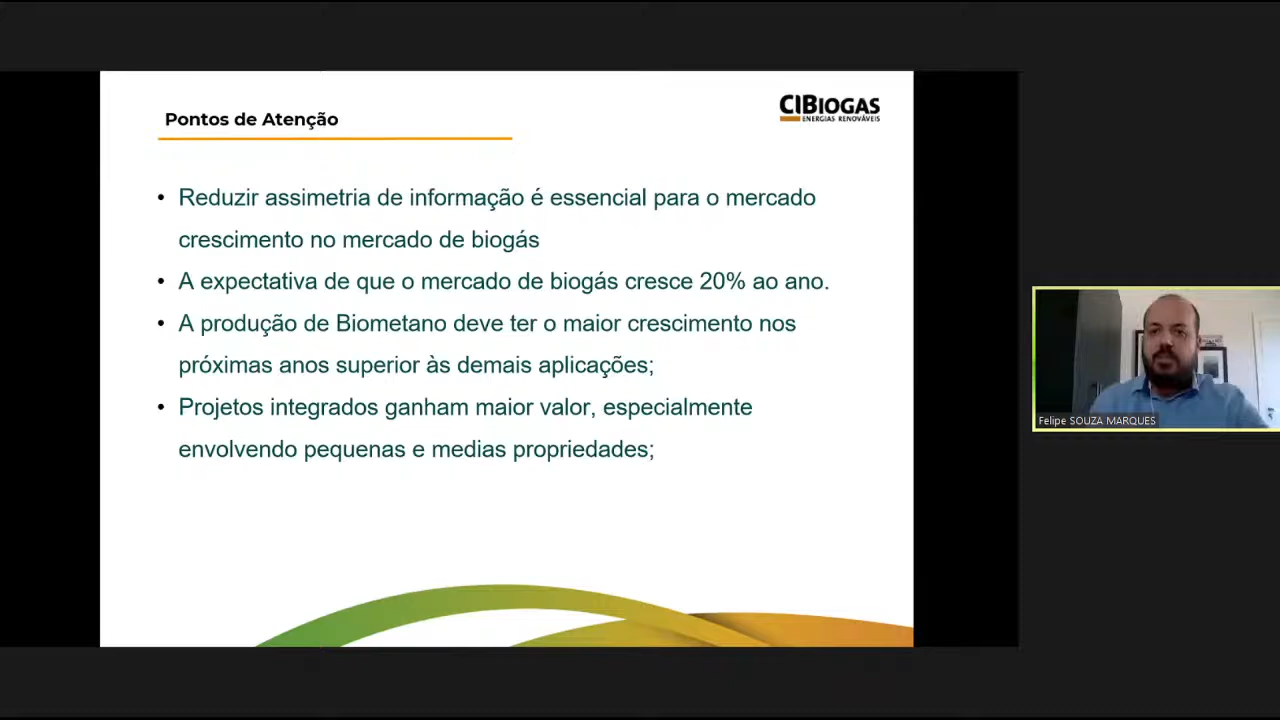 Pontos de Atenção
CIBIOGAS
ENERGIAS RENOVÁVEIS
• Reduzir assimetria de informação é essencial para o mercado
crescimento no mercado de biogás
• A expectativa de que o mercado de biogás cresce 20% ao ano.
• A produção de Biometano deve ter o maior crescimento nos
próximas anos superior às demais aplicações;
• Projetos integrados ganham maior valor, especialmente
envolvendo pequenas e medias propriedades;
Felipe SOUZA MARQUES